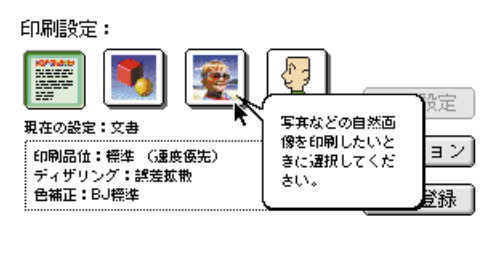 印刷設定：
現在の設定：文書
印刷品位：標準 （速度優先）
ディザリング：誤差拡散
色補正：BJ標準
写真などの自然画
像を印刷したいと
きに選択してくだ
さい。
設定
ョン
登録